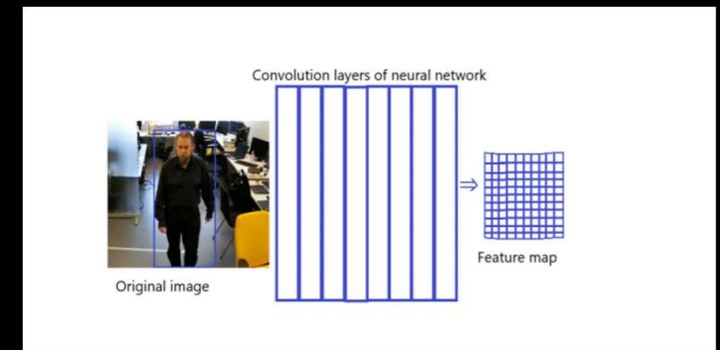 Convolution layers of neural network
Feature map
Original image